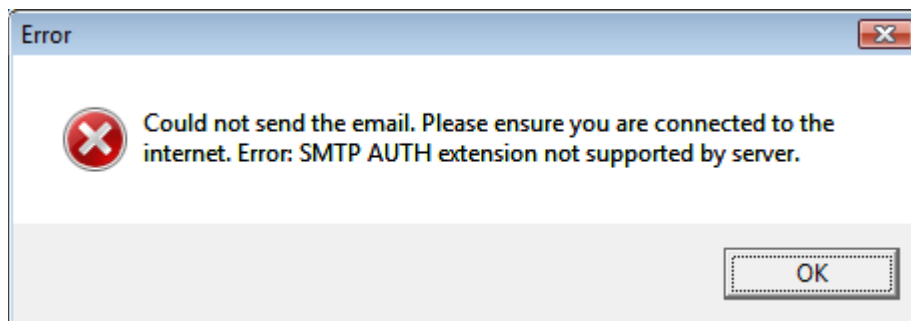 Error
Could not send the email. Please ensure you are connected to the
internet. Error: SMTP AUTH extension not supported by server.
OK